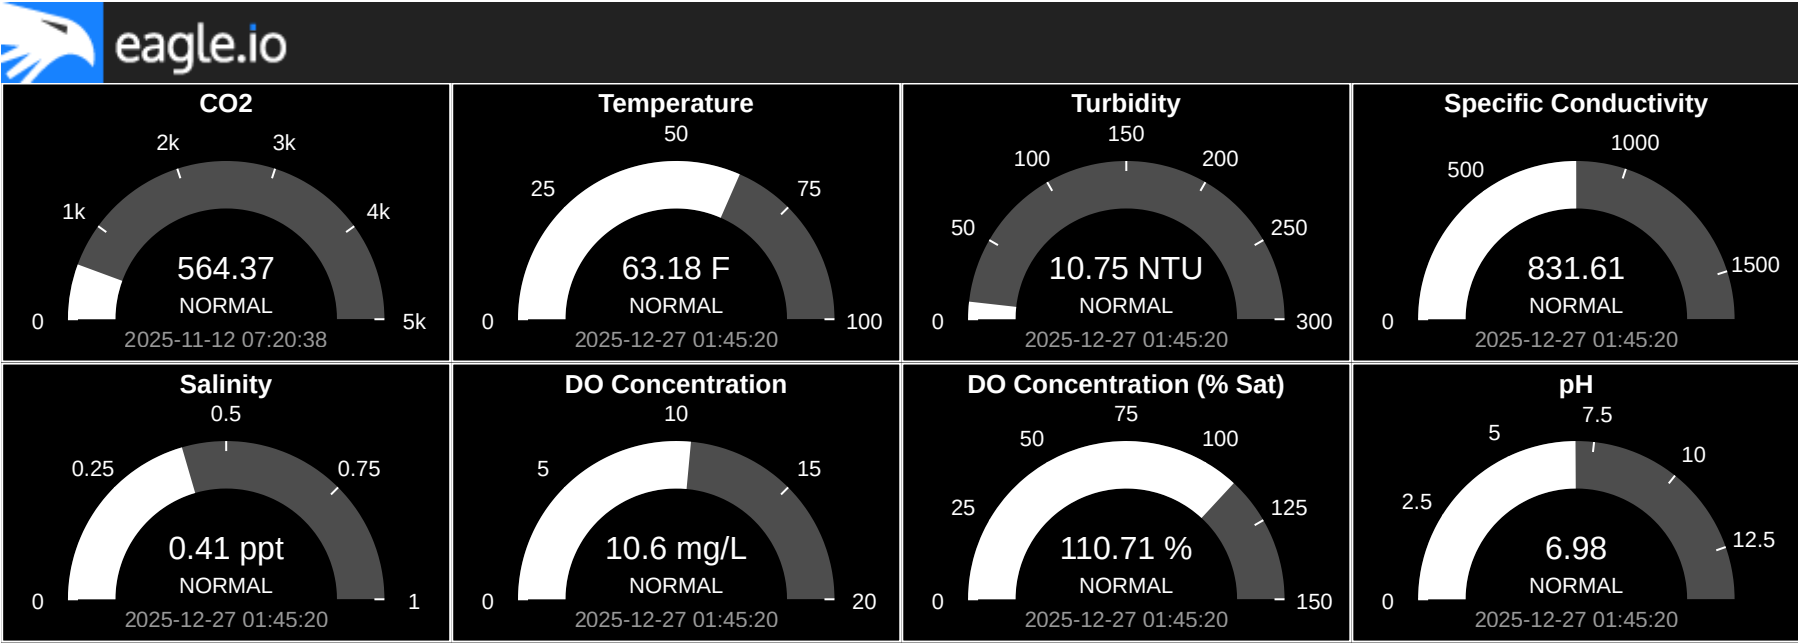 eagle.io
CO2
2k
3k
1k
4k
564.37
NORMAL
0
5k
2025-11-12 07:20:38
Temperature
50
25
75
63.18 F
NORMAL
0
100
2025-12-27 01:45:20
Turbidity
150
100
200
50
250
10.75 NTU
NORMAL
0
300
2025-12-27 01:45:20
Specific Conductivity
1000
500
1500
831.61
NORMAL
0
2025-12-27 01:45:20
Salinity
0.5
0.25
0.75
0.41 ppt
NORMAL
0
1
2025-12-27 01:45:20
DO Concentration
10
5
15
10.6 mg/L
NORMAL
0
20
2025-12-27 01:45:20
DO Concentration (% Sat)
75
50
100
25
125
110.71 %
NORMAL
0
150
2025-12-27 01:45:20
pH
7.5
5
10
2.5
12.5
6.98
NORMAL
0
2025-12-27 01:45:20